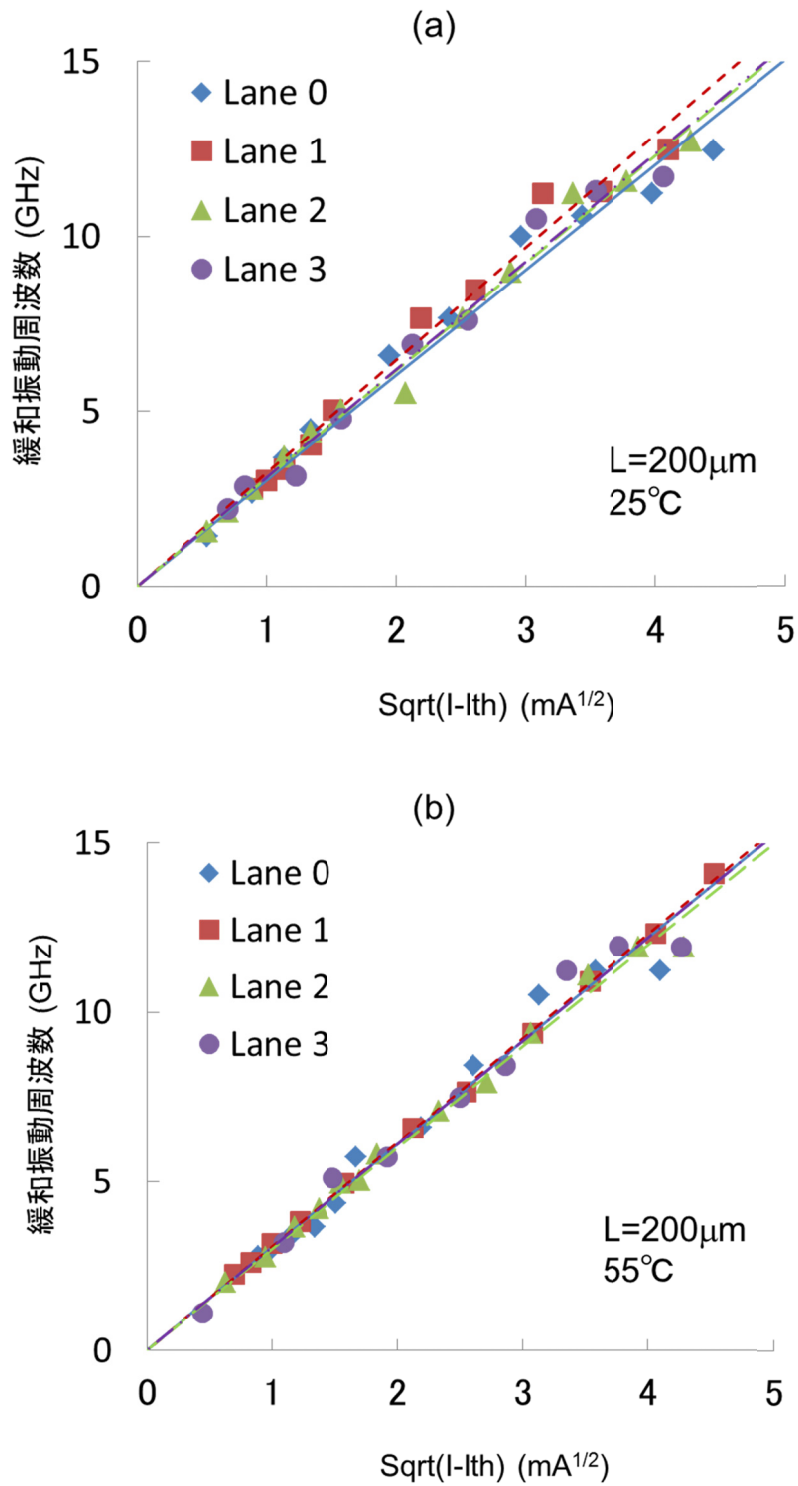 (a)
15
10
5
0
緩和振動周波数 (GHz)
Lane 0
Lane 1
Lane 2
Lane 3
L=200μm
25℃
0 1 2 3 4 5
Sqrt(I-Ith) (mA1/2)
(b)
15
10
5
0
緩和振動周波数 (GHz)
Lane 0
Lane 1
Lane 2
Lane 3
L=200μm
55℃
0 1 2 3 4 5
Sqrt(I-Ith) (mA1/2)